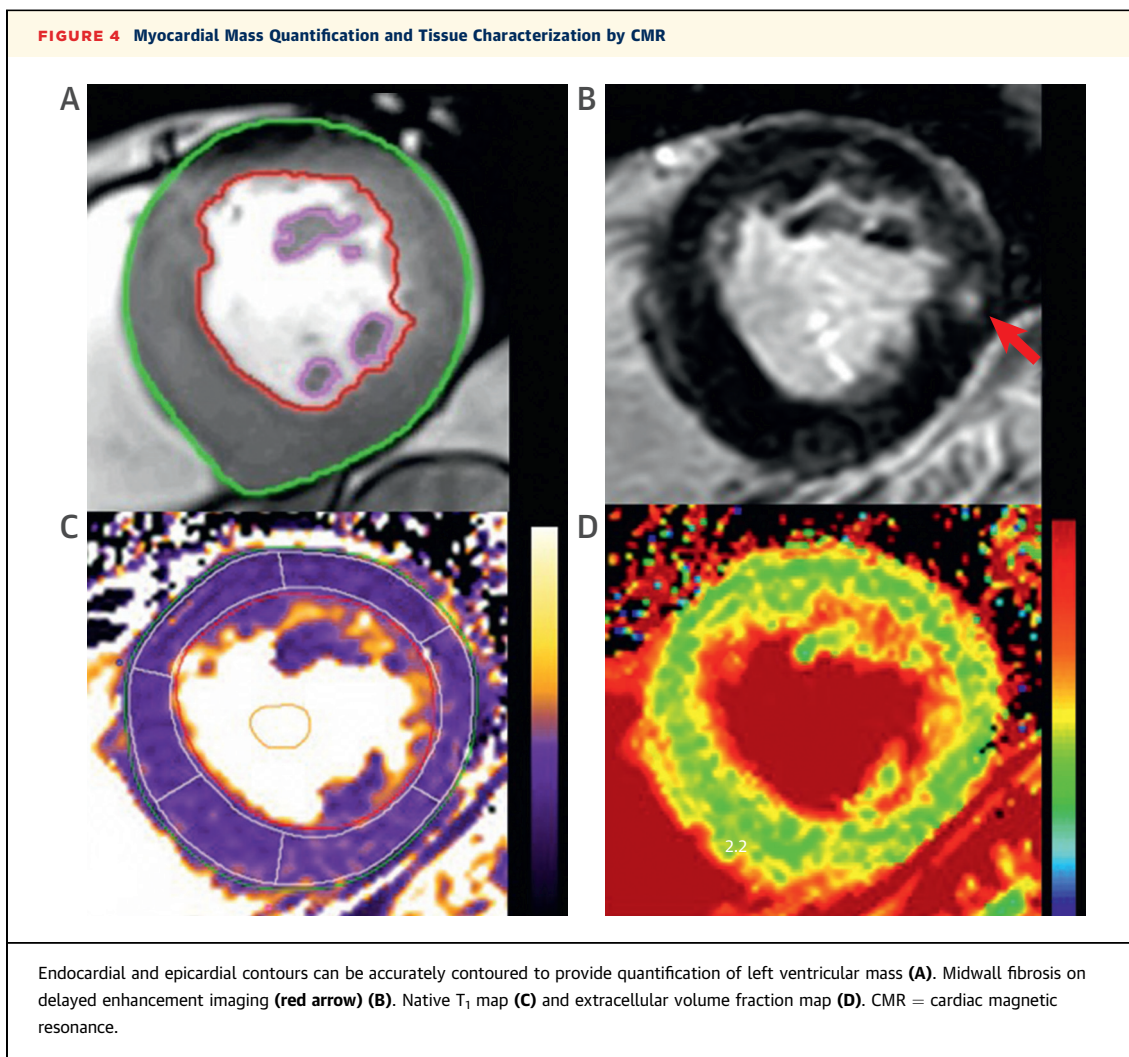 FIGURE 4 Myocardial Mass Quantification and Tissue Characterization by CMR
A
B
C
D
2.2
Endocardial and epicardial contours can be accurately contoured to provide quantification of left ventricular mass (A). Midwall fibrosis on
delayed enhancement imaging (red arrow) (B). Native T₁ map (C) and extracellular volume fraction map (D). CMR = cardiac magnetic
resonance.